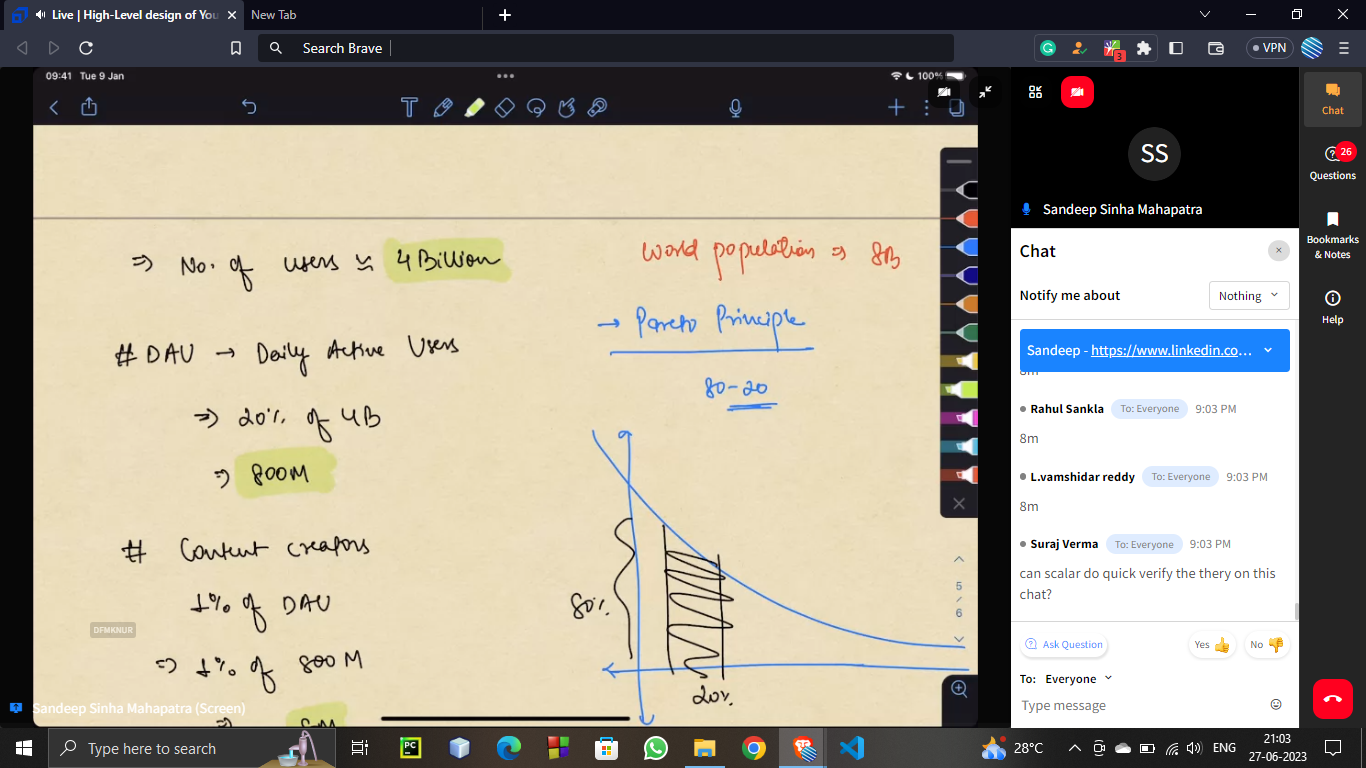 Live | High-Level design of You
New Tab
Search Brave
3
VPN
09:41 Tue 9 Jan
100%
⇒ No. of users ≈ 4 Billion
World population ⇒ 8B
→ Pareto Principle
80-20
# DAU → Daily Active Users
⇒ 20% of 4B
⇒ 800M
# Content creators
1% of DAU
⇒ 1% of 800M
⇒ 8M
80%
20%
5
/
6
DFMKNUR
Sandeep Sinha Mahapatra (Screen)
SS
Sandeep Sinha Mahapatra
Chat
Notify me about
Nothing
Sandeep - https://www.linkedin.co...
8m
Rahul Sankla To: Everyone 9:03 PM
8m
L.vamshidar reddy To: Everyone 9:03 PM
8m
Suraj Verma To: Everyone 9:03 PM
can scalar do quick verify the thery on this
chat?
Ask Question
Yes
No
To: Everyone
Type message
Chat
26
Questions
Bookmarks
& Notes
Help
Type here to search
PC
28°C
ENG
21:03
27-06-2023